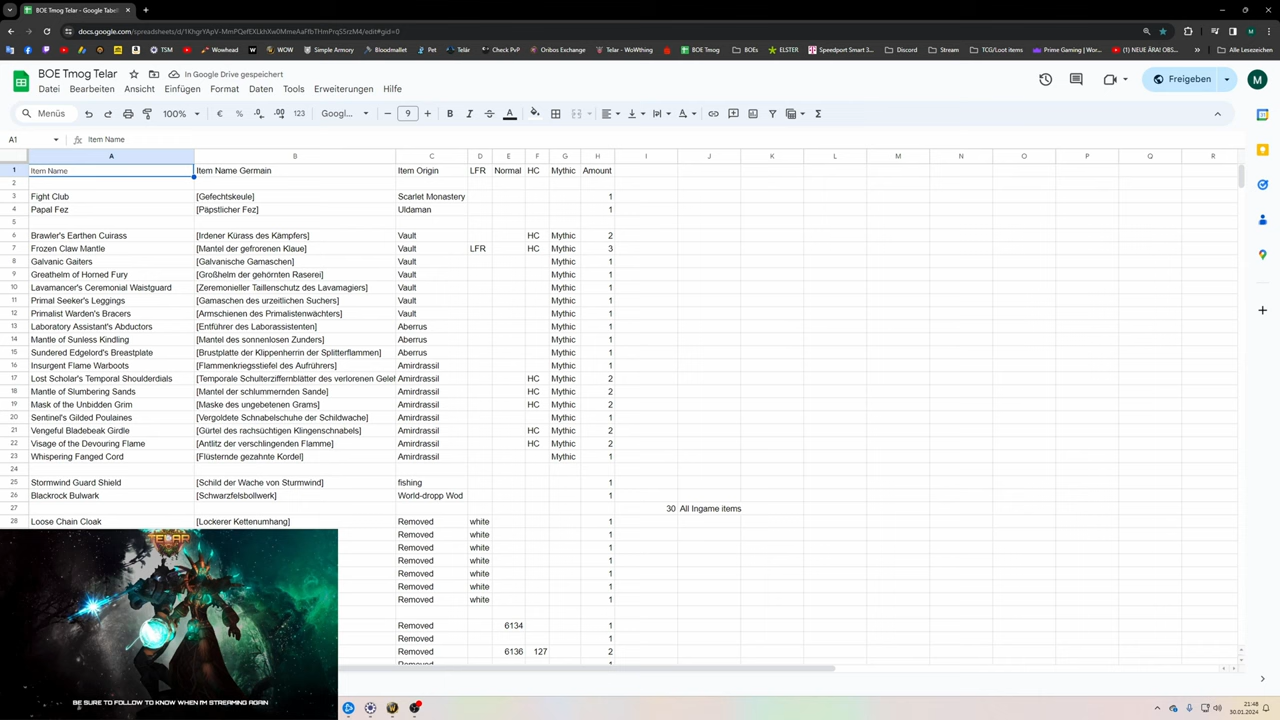 BOE Tmog Telar - Google Tabel
docs.google.com/spreadsheets/d/1KhgrYApV-MmPQefEXLkhXw0MmeAaFfbTHmPrqS5rzM4/edit#gid=0
TSM Wowhead WOW Simple Armory Bloodmallet Pet Telàr Check PvP Oribos Exchange Telar - WoWthing BOE Tmog BOEs ELSTER Speedport Smart 3... Discord Stream TCG/Loot items Prime Gaming | Wor... (1) NEUE ÄRA! OBS... Alle Lesezeichen
BOE Tmog Telar In Google Drive gespeichert
Datei Bearbeiten Ansicht Einfügen Format Daten Tools Erweiterungen Hilfe
Freigeben M
Menüs 100% € % .0 .00 123 Googl... 9 B I A
A1 fx Item Name
A B C D E F G H I J K L M N O P Q R
1 Item Name Item Name Germain Item Origin LFR Normal HC Mythic Amount
2
3 Fight Club [Gefechtskeule] Scarlet Monastery 1
4 Papal Fez [Päpstlicher Fez] Uldaman 1
5
6 Brawler's Earthen Cuirass [Irdener Kürass des Kämpfers] Vault HC Mythic 2
7 Frozen Claw Mantle [Mantel der gefrorenen Klaue] Vault LFR HC Mythic 3
8 Galvanic Gaiters [Galvanische Gamaschen] Vault Mythic 1
9 Greathelm of Horned Fury [Großhelm der gehörnten Raserei] Vault Mythic 1
10 Lavamancer's Ceremonial Waistguard [Zeremonieller Taillenschutz des Lavamagiers] Vault Mythic 1
11 Primal Seeker's Leggings [Gamaschen des urzeitlichen Suchers] Vault Mythic 1
12 Primalist Warden's Bracers [Armschienen des Primalistenwächters] Vault Mythic 1
13 Laboratory Assistant's Abductors [Entführer des Laborassistenten] Aberrus Mythic 1
14 Mantle of Sunless Kindling [Mantel des sonnenlosen Zunders] Aberrus Mythic 1
15 Sundered Edgelord's Breastplate [Brustplatte der Klippenherrin der Splitterflammen] Aberrus Mythic 1
16 Insurgent Flame Warboots [Flammenkriegsstiefel des Aufrührers] Amirdrassil Mythic 1
17 Lost Scholar's Temporal Shoulderdials [Temporale Schulterziffernblätter des verlorenen Gelel Amirdrassil HC Mythic 2
18 Mantle of Slumbering Sands [Mantel der schlummernden Sande] Amirdrassil HC Mythic 2
19 Mask of the Unbidden Grim [Maske des ungebetenen Grams] Amirdrassil HC Mythic 2
20 Sentinel's Gilded Poulaines [Vergoldete Schnabelschuhe der Schildwache] Amirdrassil Mythic 1
21 Vengeful Bladebeak Girdle [Gürtel des rachsüchtigen Klingenschnabels] Amirdrassil HC Mythic 2
22 Visage of the Devouring Flame [Antlitz der verschlingenden Flamme] Amirdrassil HC Mythic 2
23 Whispering Fanged Cord [Flüsternde gezahnte Kordel] Amirdrassil Mythic 1
24
25 Stormwind Guard Shield [Schild der Wache von Sturmwind] fishing 1
26 Blackrock Bulwark [Schwarzfelsbollwerk] World-dropp Wod 1
27 30 All Ingame items
28 Loose Chain Cloak [Lockerer Kettenumhang] Removed white 1
Removed white 1
Removed white 1
Removed white 1
Removed white 1
Removed white 1
Removed white 1
Removed 6134 1
Removed 1
Removed 6136 127 2
Removed 1
TELAR
BE SURE TO FOLLOW TO KNOW WHEN I'M STREAMING AGAIN
21:48
30.01.2024